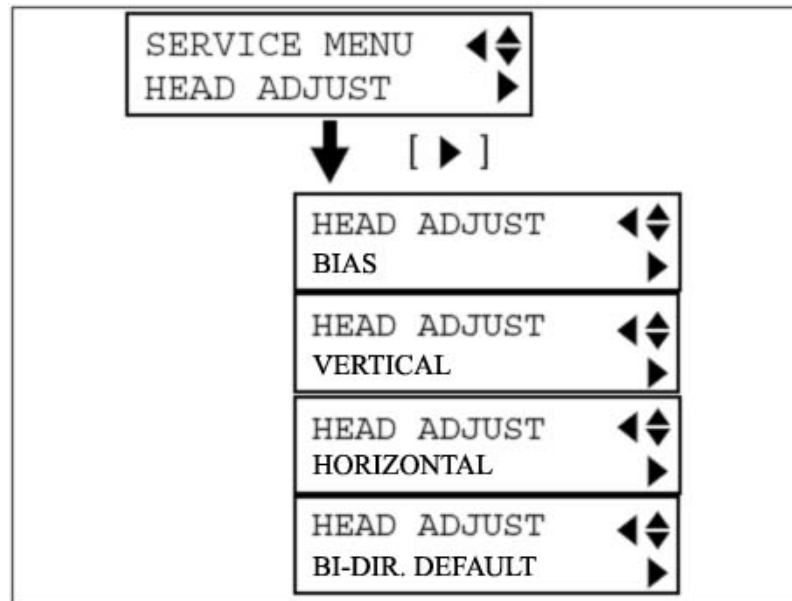 SERVICE MENU ◀◆
HEAD ADJUST ▶
[ ▶ ]
HEAD ADJUST ◀◆
BIAS ▶
HEAD ADJUST ◀◆
VERTICAL ▶
HEAD ADJUST ◀◆
HORIZONTAL ▶
HEAD ADJUST ◀◆
BI-DIR. DEFAULT ▶